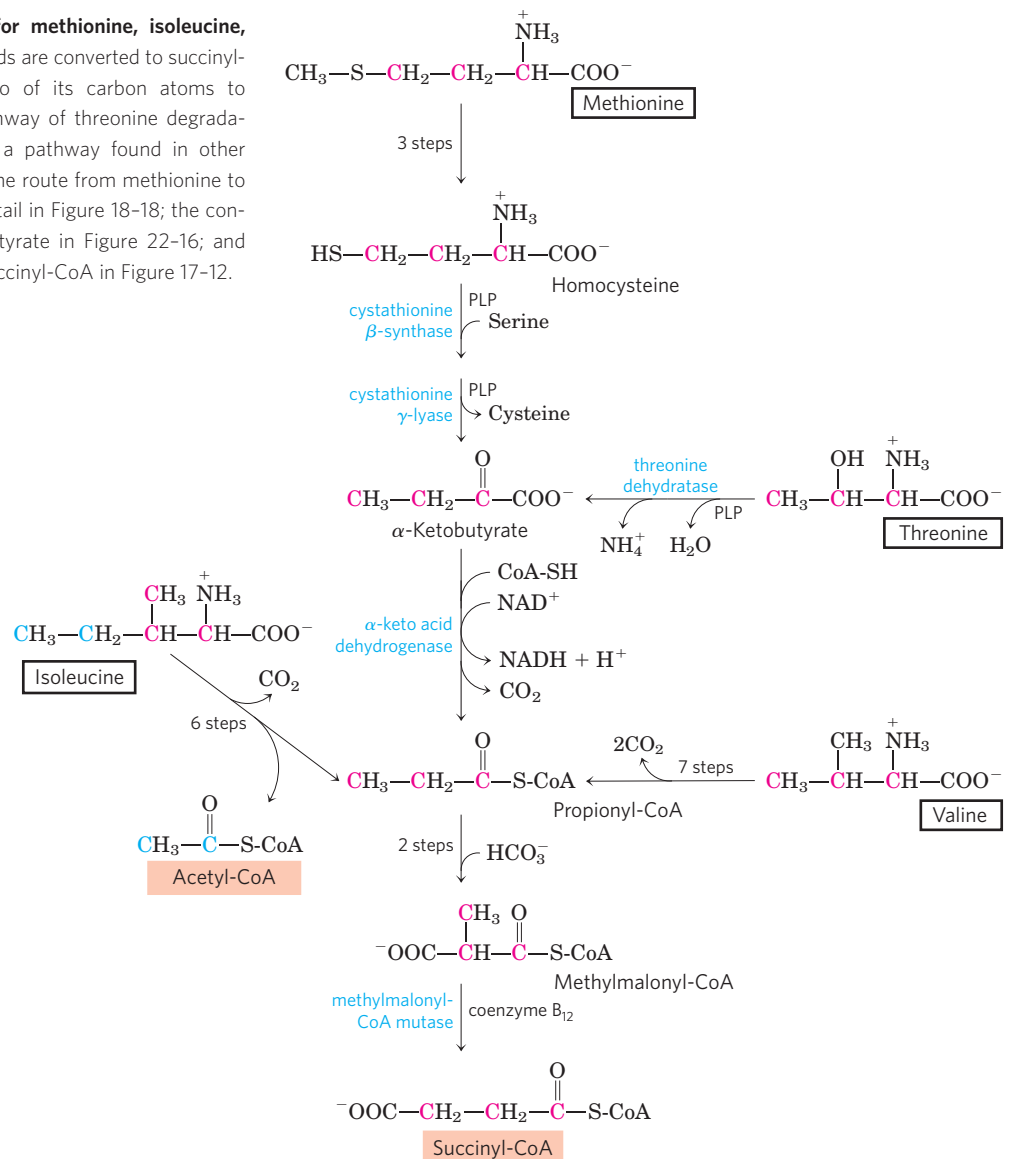 for methionine, isoleucine,
ds are converted to succinyl-
o of its carbon atoms to
hway of threonine degrada-
a pathway found in other
he route from methionine to
tail in Figure 18–18; the con-
tyrate in Figure 22–16; and
ccinyl-CoA in Figure 17–12.
+
NH₃
CH₃—S—CH₂—CH₂—CH—COO⁻
Methionine
3 steps
+
NH₃
HS—CH₂—CH₂—CH—COO⁻
Homocysteine
cystathionine
β-synthase
PLP
Serine
cystathionine
γ-lyase
PLP
Cysteine
O
CH₃—CH₂—C—COO⁻
α-Ketobutyrate
threonine
dehydratase
PLP
NH₄⁺ H₂O
+
OH NH₃
CH₃—CH—CH—COO⁻
Threonine
CoA-SH
NAD⁺
α-keto acid
dehydrogenase
NADH + H⁺
CO₂
+
CH₃ NH₃
CH₃—CH₂—CH—CH—COO⁻
Isoleucine
CO₂
6 steps
O
CH₃—C—S-CoA
Acetyl-CoA
O
CH₃—CH₂—C—S-CoA
Propionyl-CoA
2CO₂
7 steps
+
CH₃ NH₃
CH₃—CH—CH—COO⁻
Valine
2 steps
HCO₃⁻
CH₃ O
⁻OOC—CH—C—S-CoA
Methylmalonyl-CoA
methylmalonyl-
CoA mutase
coenzyme B₁₂
O
⁻OOC—CH₂—CH₂—C—S-CoA
Succinyl-CoA